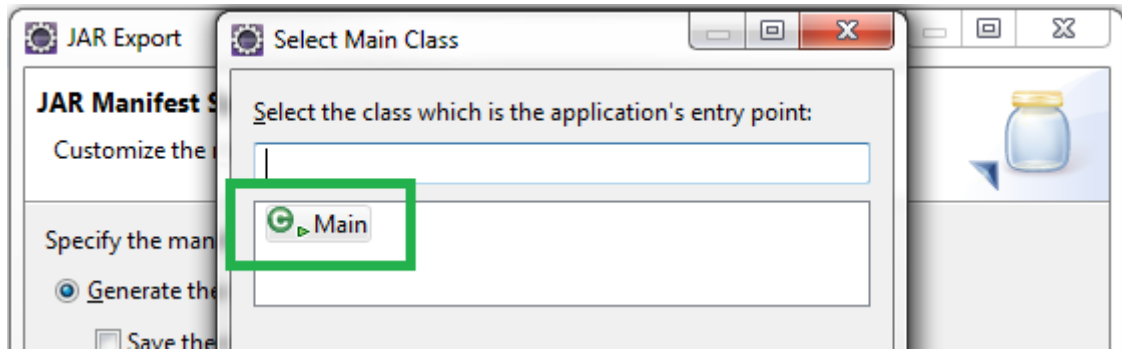 JAR Export
Select Main Class
JAR Manifest S
Customize the
Select the class which is the application's entry point:
Main
Specify the man
Generate the
Save the